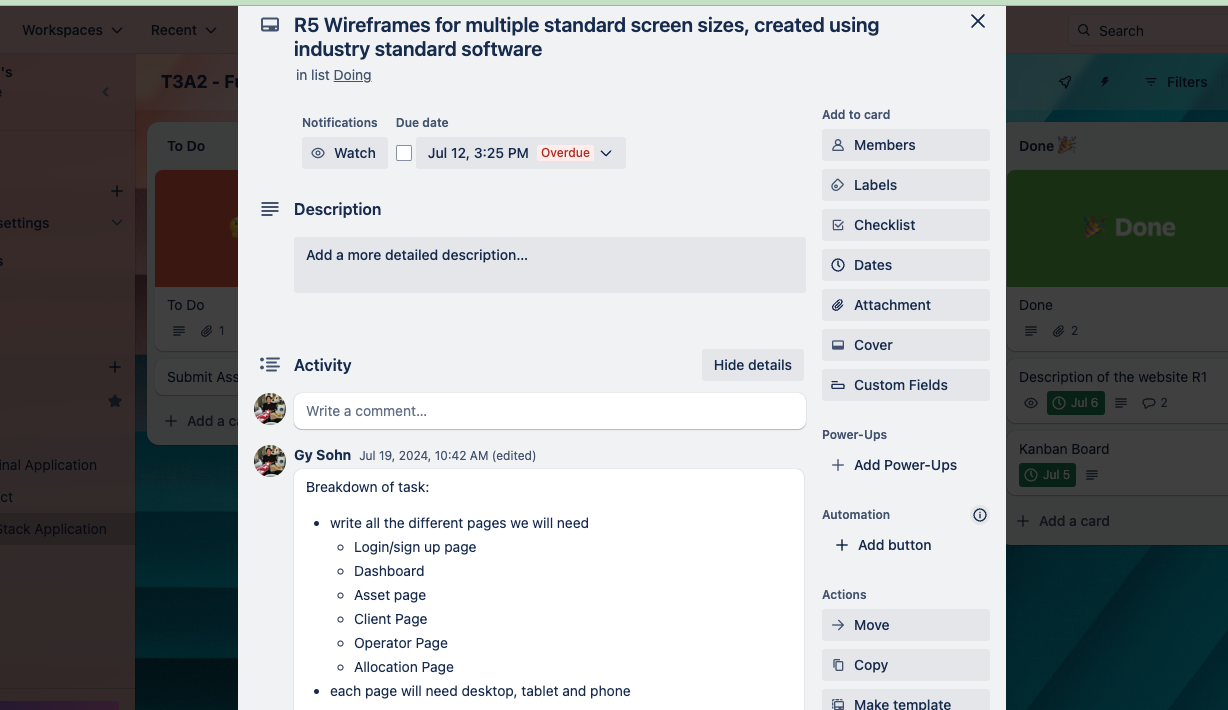 Workspaces
Recent
Search
's
T3A2 - Fu
Filters
R5 Wireframes for multiple standard screen sizes, created using
industry standard software
in list Doing
Notifications
Due date
Watch
Jul 12, 3:25 PM
Overdue
Description
Add a more detailed description...
Activity
Hide details
Write a comment...
Gy Sohn Jul 19, 2024, 10:42 AM (edited)
Breakdown of task:
write all the different pages we will need
Login/sign up page
Dashboard
Asset page
Client Page
Operator Page
Allocation Page
each page will need desktop, tablet and phone
Add to card
Members
Labels
Checklist
Dates
Attachment
Cover
Custom Fields
Power-Ups
Add Power-Ups
Automation
Add button
Actions
Move
Copy
Make template
settings
s
nal Application
ct
Stack Application
To Do
To Do
1
Submit Ass
Add a ca
Done
Done
Done
2
Description of the website R1
Jul 6
2
Kanban Board
Jul 5
Add a card